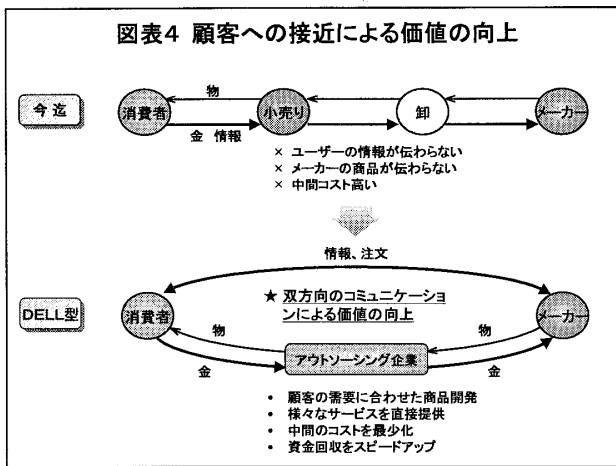 図表4 顧客への接近による価値の向上
今迄
物
消費者
小売り
卸
メーカー
金 情報
× ユーザーの情報が伝わらない
× メーカーの商品が伝わらない
× 中間コスト高い
情報、注文
DELL型
消費者
★ 双方向のコミュニケーショ
ンによる価値の向上
メーカー
物
物
アウトソーシング企業
金
金
• 顧客の需要に合わせた商品開発
• 様々なサービスを直接提供
• 中間のコストを最少化
• 資金回収をスピードアップ